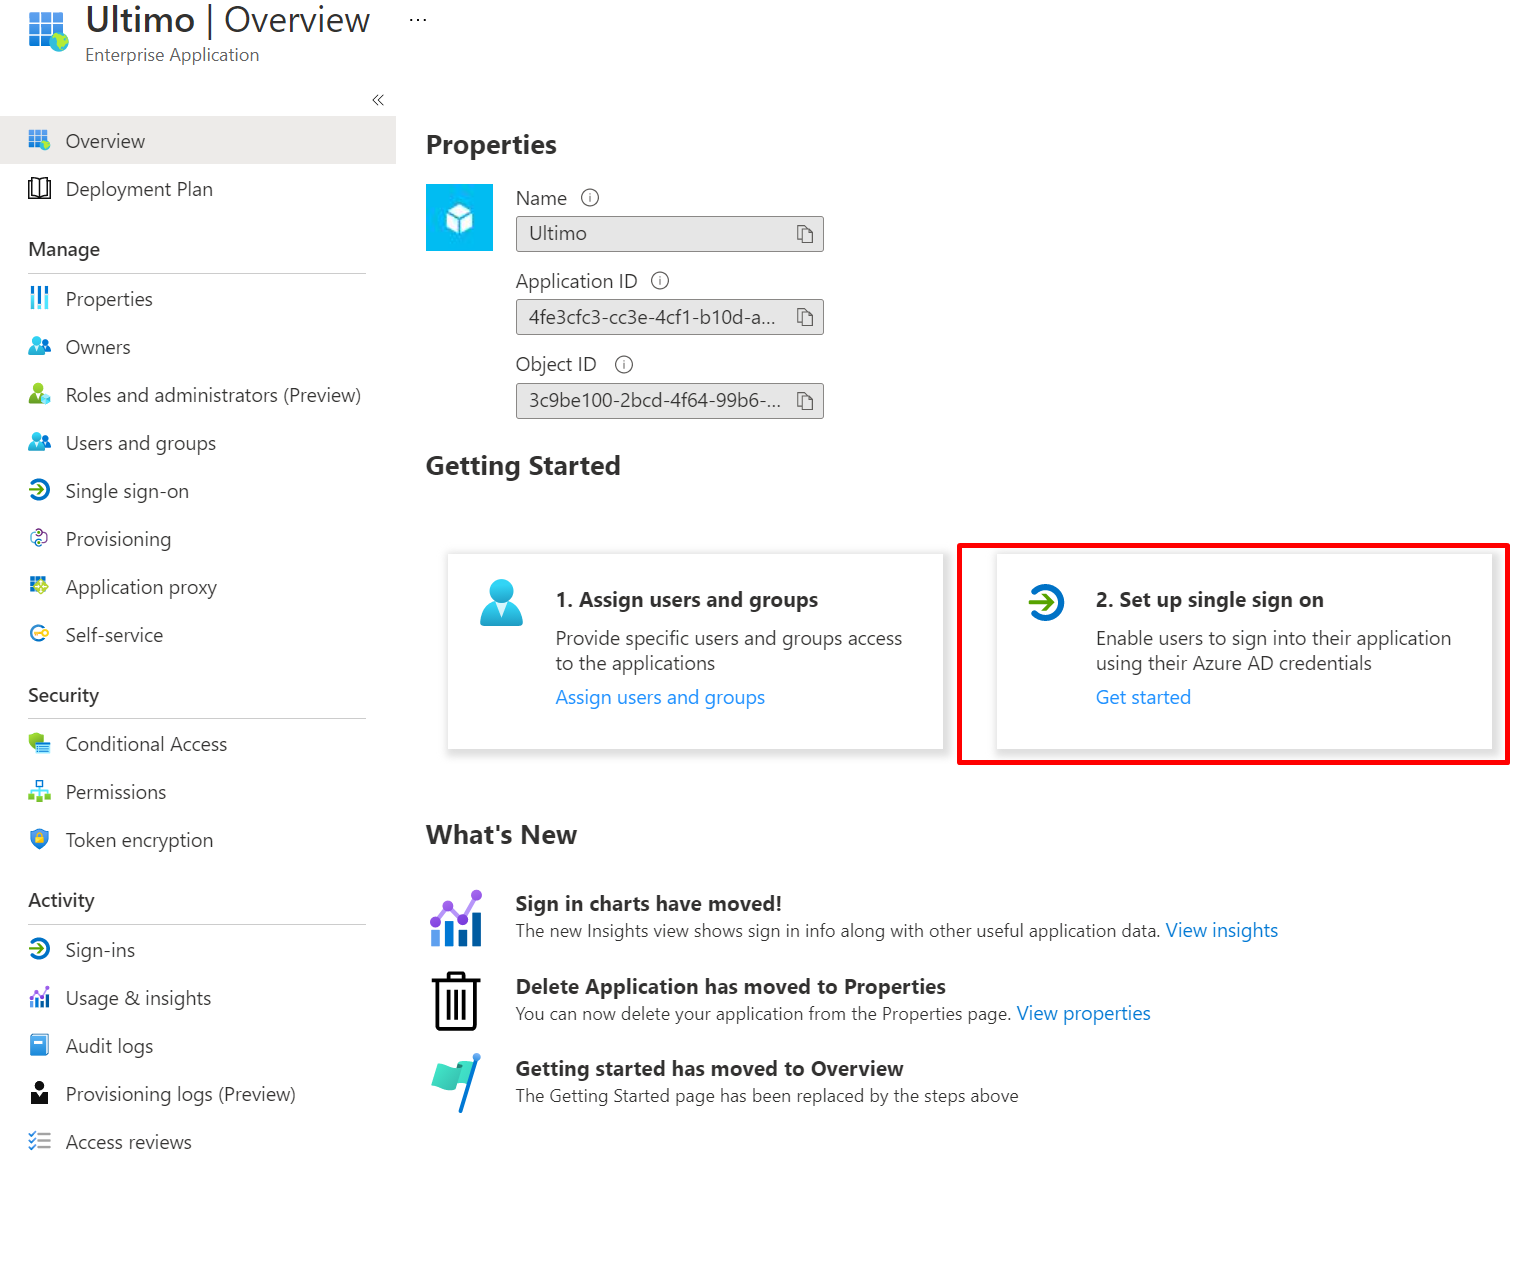 Ultimo | Overview ...
Enterprise Application
«
Overview
Deployment Plan
Manage
Properties
Owners
Roles and administrators (Preview)
Users and groups
Single sign-on
Provisioning
Application proxy
Self-service
Security
Conditional Access
Permissions
Token encryption
Activity
Sign-ins
Usage & insights
Audit logs
Provisioning logs (Preview)
Access reviews
Properties
Name
Ultimo
Application ID
4fe3cfc3-cc3e-4cf1-b10d-a...
Object ID
3c9be100-2bcd-4f64-99b6-...
Getting Started
1. Assign users and groups
Provide specific users and groups access
to the applications
Assign users and groups
2. Set up single sign on
Enable users to sign into their application
using their Azure AD credentials
Get started
What's New
Sign in charts have moved!
The new Insights view shows sign in info along with other useful application data. View insights
Delete Application has moved to Properties
You can now delete your application from the Properties page. View properties
Getting started has moved to Overview
The Getting Started page has been replaced by the steps above